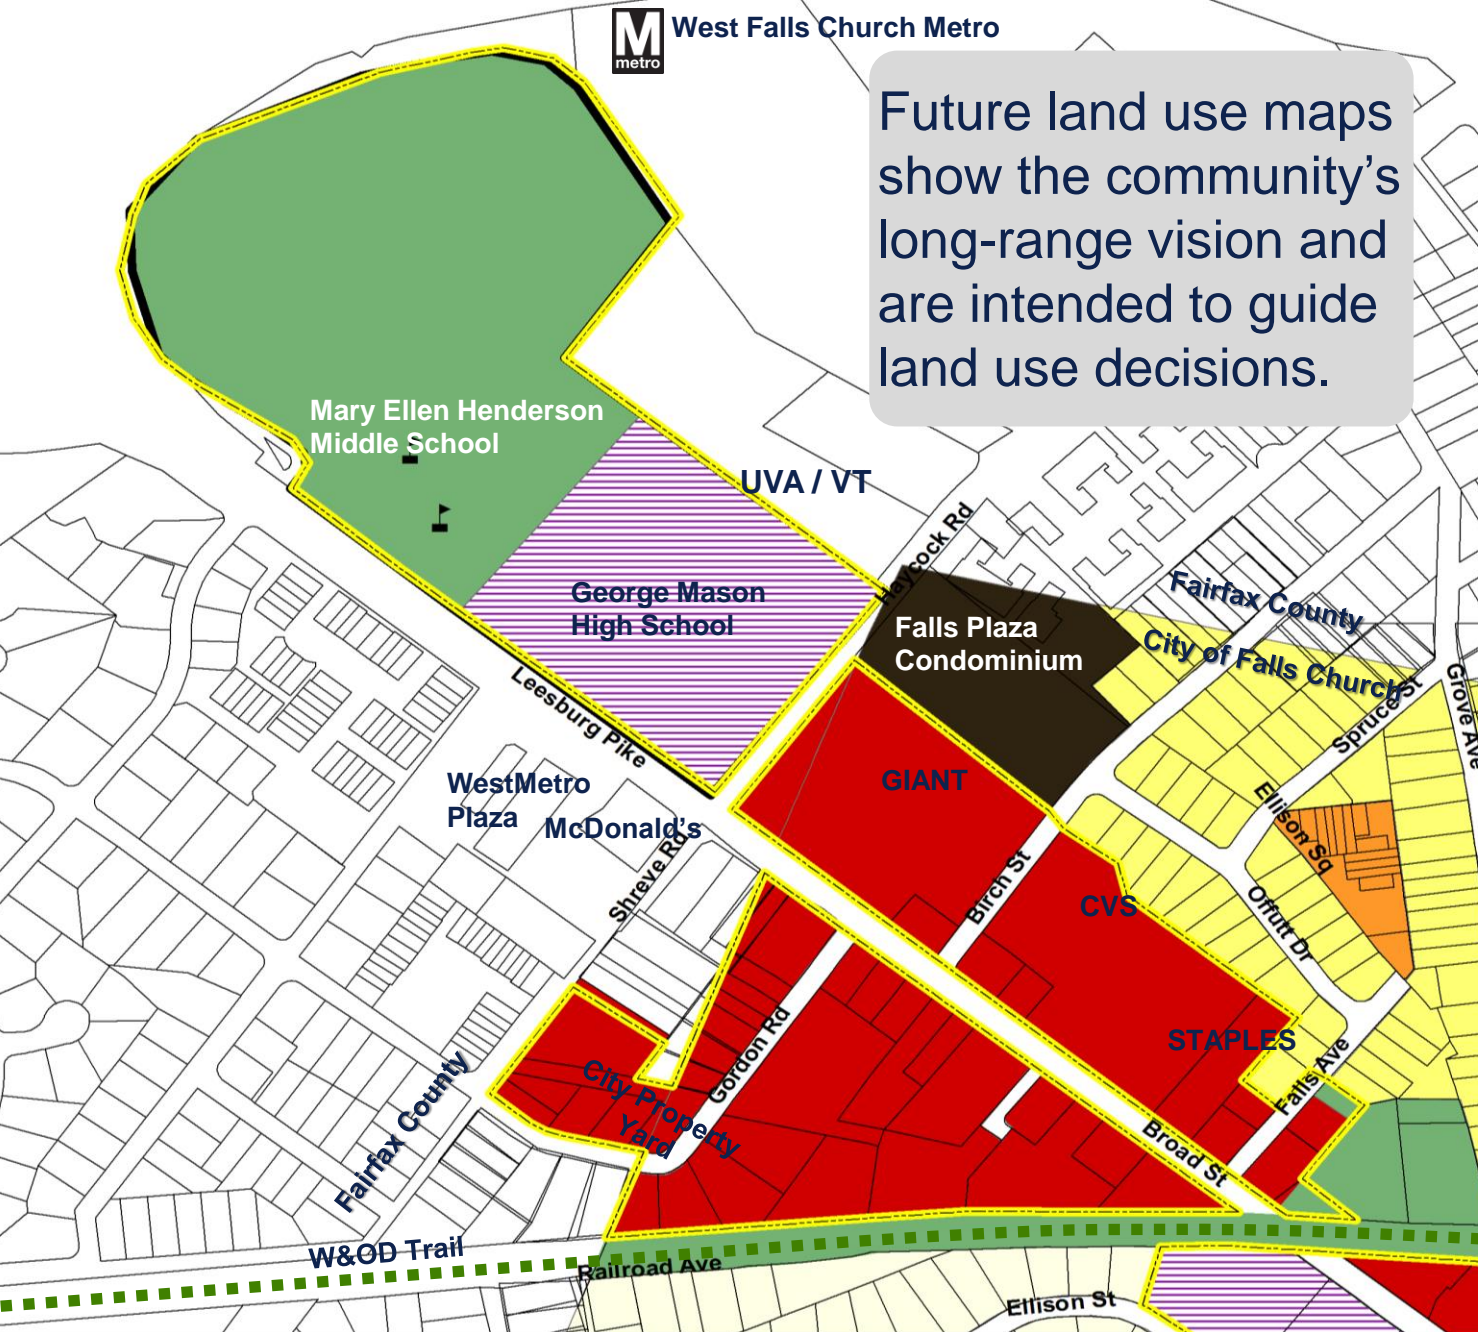 M
metro
West Falls Church Metro
Future land use maps
show the community’s
long-range vision and
are intended to guide
land use decisions.
Mary Ellen Henderson
Middle School
UVA / VT
Haycock Rd
George Mason
High School
Falls Plaza
Condominium
Fairfax County
City of Falls Church
Spruce St
Grove Ave
Leesburg Pike
WestMetro
Plaza
McDonald's
GIANT
Ellison Sq
Shreve Rd
Birch St
CVS
Offutt Dr
Gordon Rd
STAPLES
City Property
Yard
Falls Ave
Fairfax County
Broad St
W&OD Trail
Railroad Ave
Ellison St